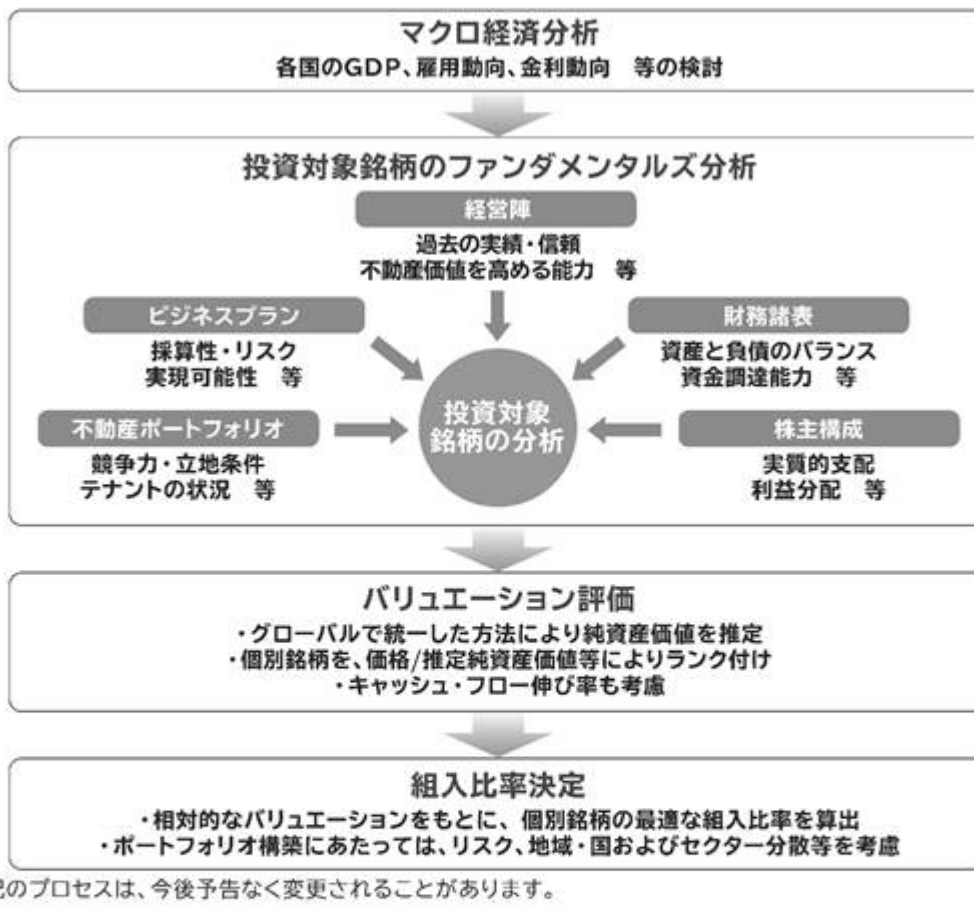 マクロ経済分析
各国のGDP、雇用動向、金利動向　等の検討
投資対象銘柄のファンダメンタルズ分析
経営陣
過去の実績・信頼
不動産価値を高める能力　等
ビジネスプラン
採算性・リスク
実現可能性　等
財務諸表
資産と負債のバランス
資金調達能力　等
投資対象
銘柄の分析
不動産ポートフォリオ
競争力・立地条件
テナントの状況　等
株主構成
実質的支配
利益分配　等
バリュエーション評価
・グローバルで統一した方法により純資産価値を推定
・個別銘柄を、価格/推定純資産価値等によりランク付け
・キャッシュ・フロー伸び率も考慮
組入比率決定
・相対的なバリュエーションをもとに、個別銘柄の最適な組入比率を算出
・ポートフォリオ構築にあたっては、リスク、地域・国およびセクター分散等を考慮
のプロセスは、今後予告なく変更されることがあります。